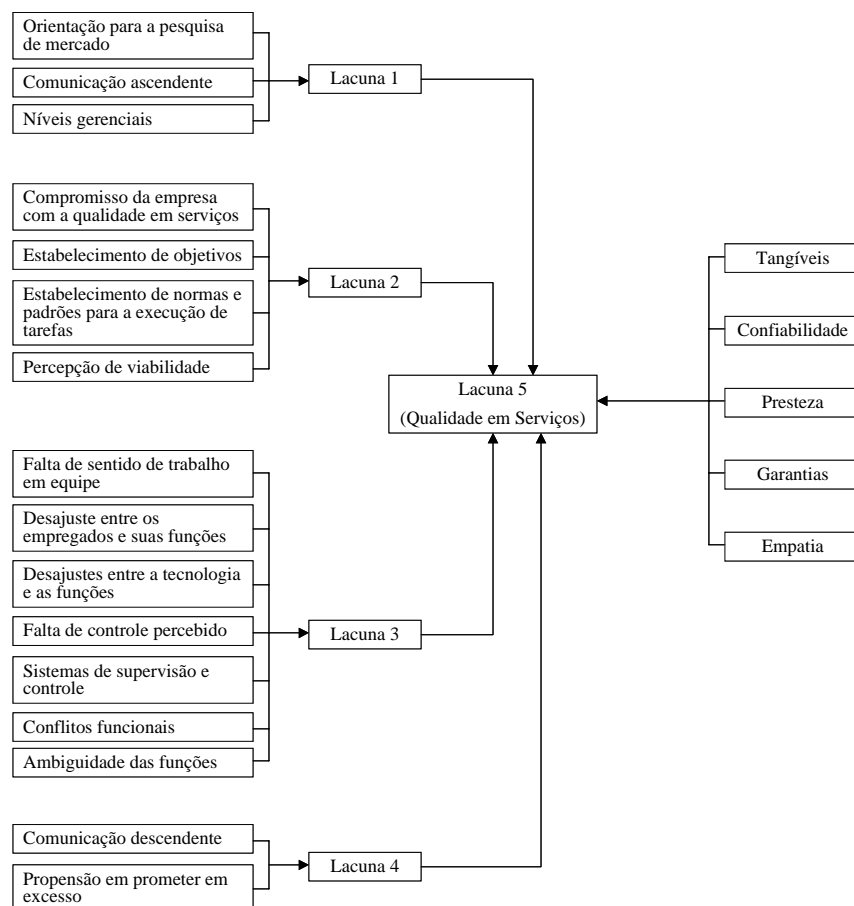 Orientação para a pesquisa
de mercado
Comunicação ascendente
Níveis gerenciais
Lacuna 1
Compromisso da empresa
com a qualidade em serviços
Estabelecimento de objetivos
Estabelecimento de normas e
padrões para a execução de
tarefas
Percepção de viabilidade
Lacuna 2
Lacuna 5
(Qualidade em Serviços)
Tangíveis
Confiabilidade
Presteza
Garantias
Empatia
Falta de sentido de trabalho
em equipe
Desajuste entre os
empregados e suas funções
Desajustes entre a tecnologia
e as funções
Falta de controle percebido
Sistemas de supervisão e
controle
Conflitos funcionais
Ambiguidade das funções
Lacuna 3
Comunicação descendente
Propensão em prometer em
excesso
Lacuna 4